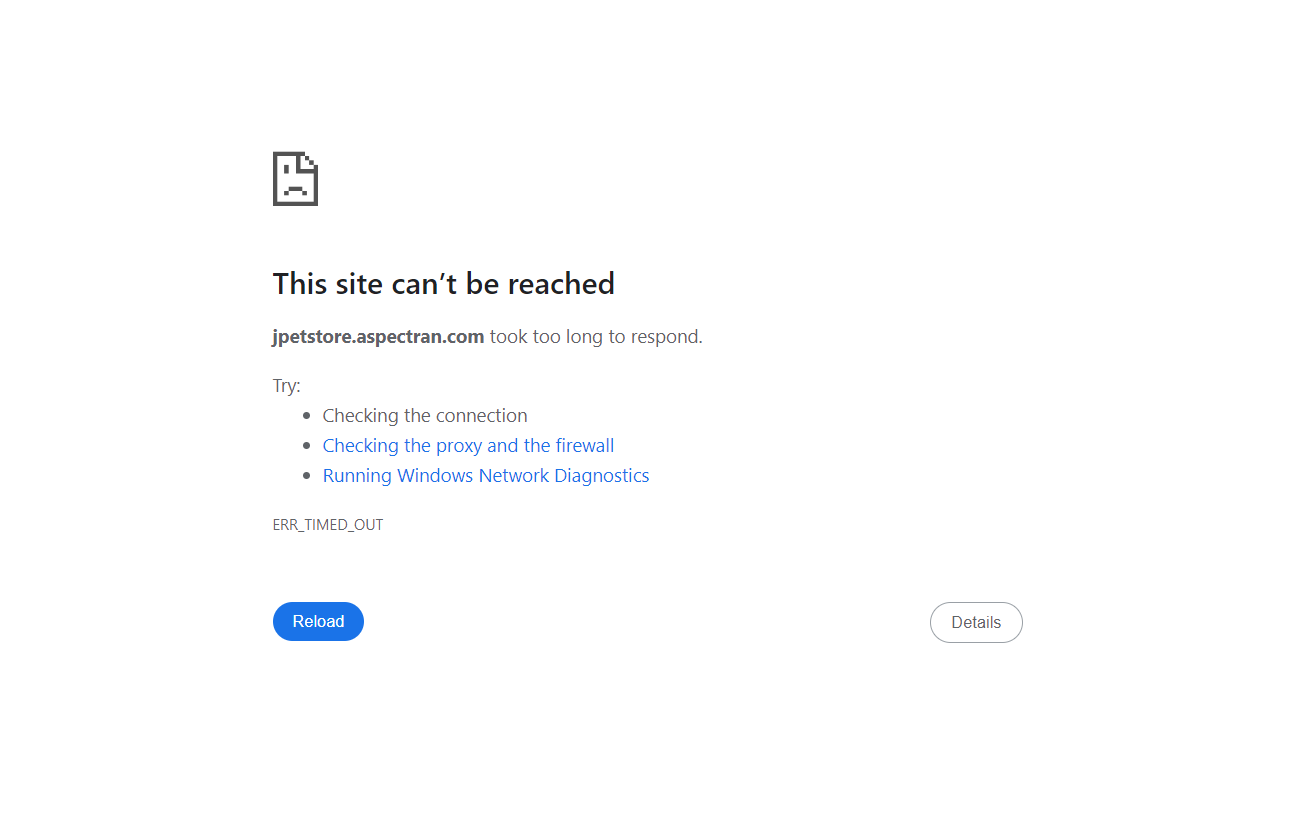 This site can’t be reached
jpetstore.aspectran.com took too long to respond.
Try:
Checking the connection
Checking the proxy and the firewall
Running Windows Network Diagnostics
ERR_TIMED_OUT
Reload
Details